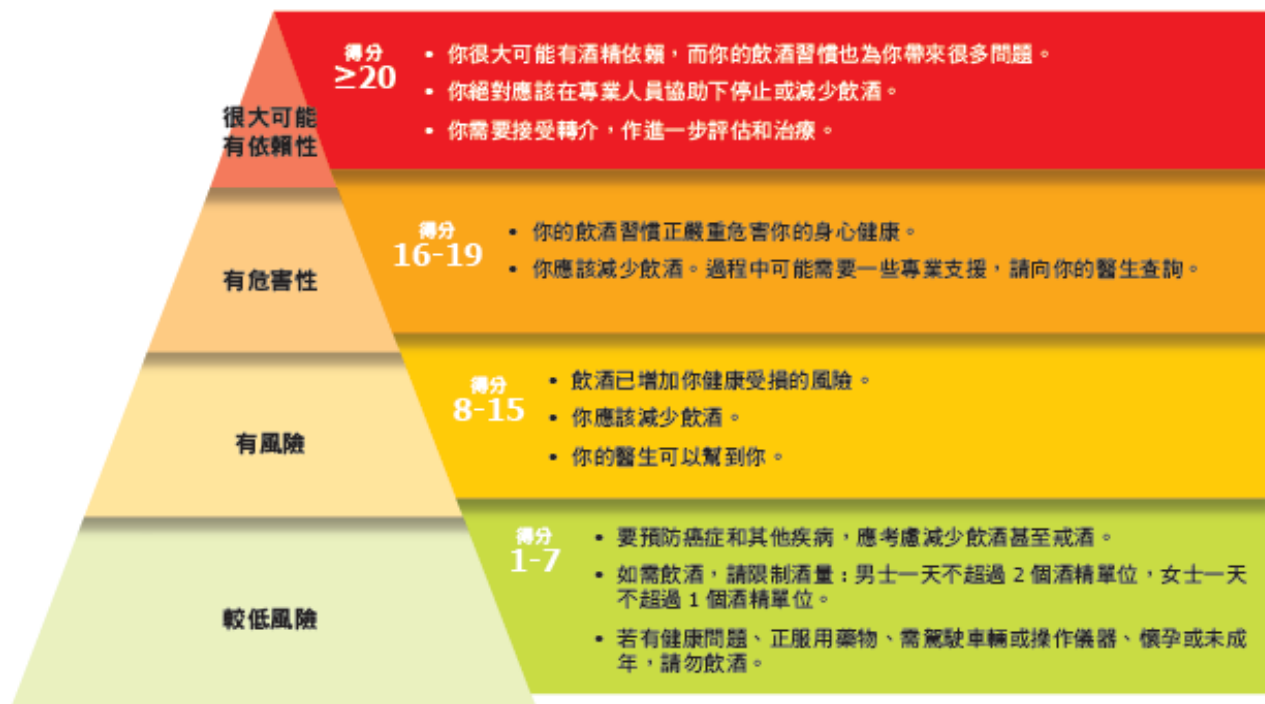 很大可能
有依賴性
得分
≥20
• 你很大可能有酒精依賴，而你的飲酒習慣也為你帶來很多問題。
• 你絕對應該在專業人員協助下停止或減少飲酒。
• 你需要接受轉介，作進一步評估和治療。
有危害性
得分
16-19
• 你的飲酒習慣正嚴重危害你的身心健康。
• 你應該減少飲酒。過程中可能需要一些專業支援，請向你的醫生查詢。
有風險
得分
8-15
• 飲酒已增加你健康受損的風險。
• 你應該減少飲酒。
• 你的醫生可以幫到你。
較低風險
得分
1-7
• 要預防癌症和其他疾病，應考慮減少飲酒甚至戒酒。
• 如需飲酒，請限制酒量：男士一天不超過 2 個酒精單位，女士一天
不超過 1 個酒精單位。
• 若有健康問題、正服用藥物、需駕駛車輛或操作儀器、懷孕或未成
年，請勿飲酒。